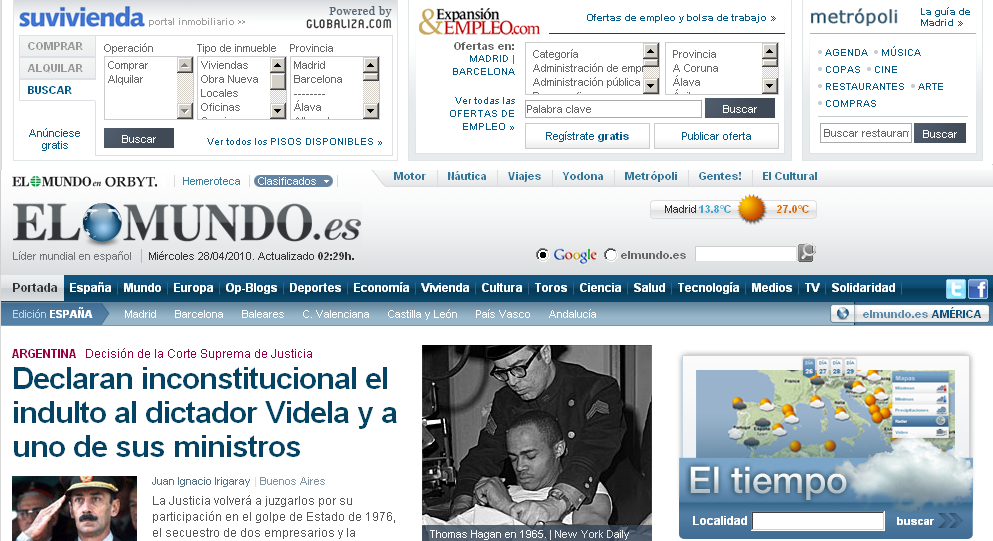 suvivienda portal inmobiliario >>
Powered by
GLOBALIZA.COM
COMPRAR
ALQUILAR
BUSCAR
Anúnciese
gratis
Operación
Comprar
Alquilar
Tipo de inmueble
Viviendas
Obra Nueva
Locales
Oficinas
Provincia
Madrid
Barcelona
--------
Álava
Buscar
Ver todos los PISOS DISPONIBLES »
Expansión
&EMPLEO.com
Ofertas de empleo y bolsa de trabajo »
Ofertas en:
MADRID |
BARCELONA
Ver todas las
OFERTAS DE
EMPLEO »
Categoría
Administración de empr
Administración pública
Provincia
A Coruna
Álava
Palabra clave
Buscar
Regístrate gratis
Publicar oferta
metrópoli
La guía de
Madrid »
AGENDA
MÚSICA
COPAS
CINE
RESTAURANTES
ARTE
COMPRAS
Buscar restauran
Buscar
EL MUNDO en ORBYT.
Hemeroteca
Clasificados
Motor
Náutica
Viajes
Yodona
Metrópoli
Gentes!
El Cultural
EL MUNDO.es
Madrid 13.8°C 27.0°C
Líder mundial en español
Miércoles 28/04/2010. Actualizado 02:29h.
Google
elmundo.es
Portada España Mundo Europa Op-Blogs Deportes Economía Vivienda Cultura Toros Ciencia Salud Tecnología Medios TV Solidaridad
Edición ESPAÑA
Madrid Barcelona Baleares C. Valenciana Castilla y León País Vasco Andalucía
elmundo.es AMÉRICA
ARGENTINA Decisión de la Corte Suprema de Justicia
Declaran inconstitucional el
indulto al dictador Videla y a
uno de sus ministros
Juan Ignacio Irigaray | Buenos Aires
La Justicia volverá a juzgarlos por su
participación en el golpe de Estado de 1976,
el secuestro de dos empresarios y la
Thomas Hagan en 1965. | New York Daily
26 27 28 29
Mapas
El tiempo
Localidad
buscar